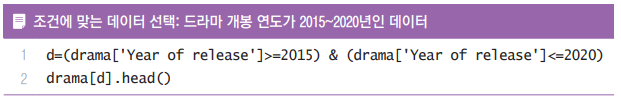 조건에 맞는 데이터 선택: 드라마 개봉 연도가 2015~2020년인 데이터
1 d=(drama['Year of release']>=2015) & (drama['Year of release']<=2020)
2 drama[d].head()